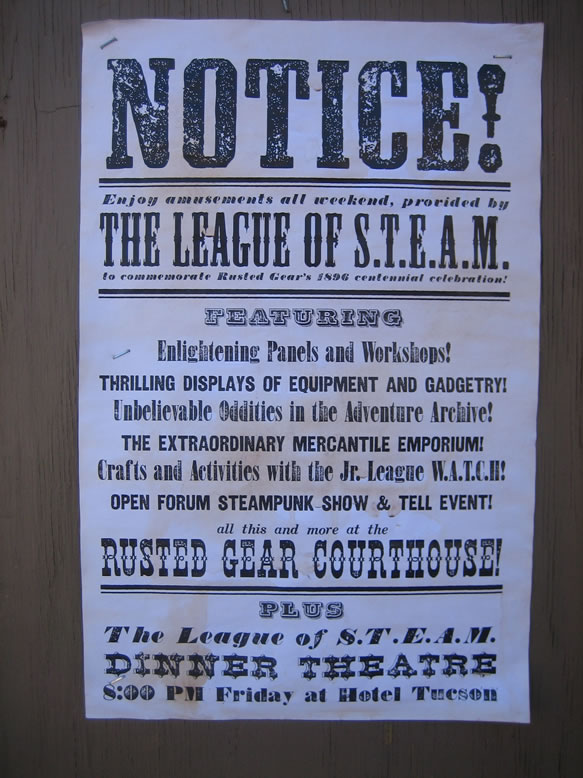 NOTICE!
Enjoy amusements all weekend, provided by
THE LEAGUE OF S.T.E.A.M.
to commemorate Rusted Gear's 1896 centennial celebration!
FEATURING
Enlightening Panels and Workshops!
THRILLING DISPLAYS OF EQUIPMENT AND GADGETRY!
Unbelievable Oddities in the Adventure Archive!
THE EXTRAORDINARY MERCANTILE EMPORIUM!
Crafts and Activities with the Jr. League W.A.T.C.H!
OPEN FORUM STEAMPUNK SHOW & TELL EVENT!
all this and more at the
RUSTED GEAR COURTHOUSE!
PLUS
The League of S.T.E.A.M.
DINNER THEATRE
8:00 PM Friday at Hotel Tucson